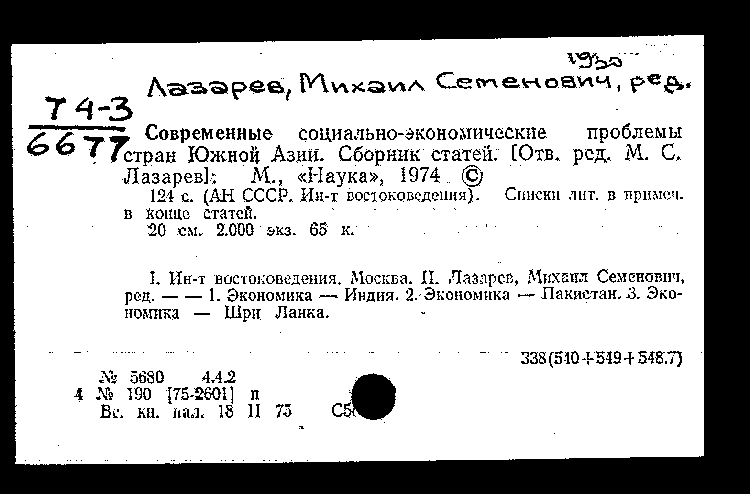 1930
Лазарев, Михаил Семенович, ред.
Т 4-3
6677
Современные социально-экономические проблемы
стран Южной Азии. Сборник статей. [Отв. ред. М. С.
Лазарев]. М., «Наука», 1974 ©
124 с. (АН СССР. Ин-т востоковедения). Списки лит. в примеч.
в конце статей.
20 см. 2.000 экз. 65 к.
I. Ин-т востоковедения. Москва. II. Лазарев, Михаил Семенович,
ред. — — 1. Экономика — Индия. 2. Экономика — Пакистан. 3. Эко-
номика — Шри Ланка.
338(540+549+548.7)
№ 5680 4.4.2
4 № 190 [75-2601] п
Вс. кн. пал. 18 II 75 С5